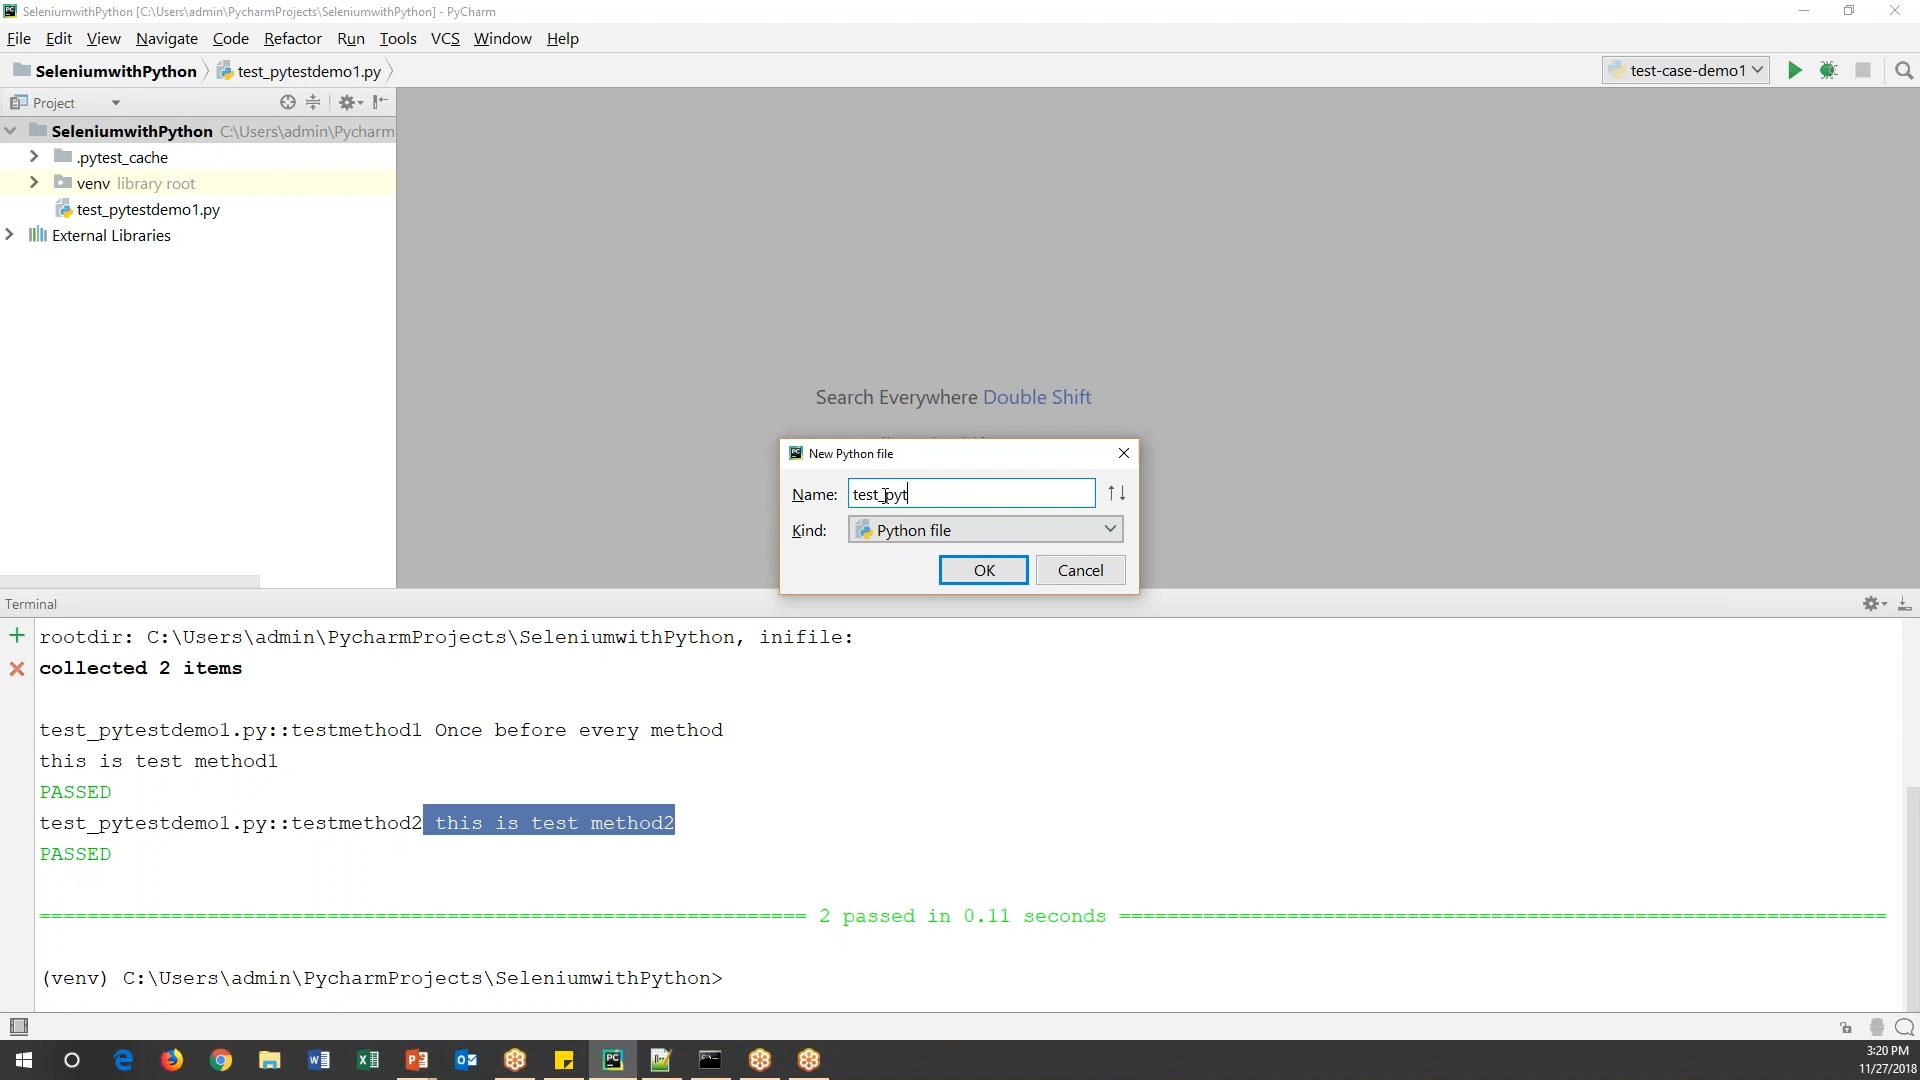 SeleniumwithPython [C:\Users\admin\PycharmProjects\SeleniumwithPython] - PyCharm
File Edit View Navigate Code Refactor Run Tools VCS Window Help
SeleniumwithPython test_pytestdemo1.py test-case-demo1
Project
SeleniumwithPython C:\Users\admin\Pycharm
.pytest_cache
venv library root
test_pytestdemo1.py
External Libraries
Search Everywhere Double Shift
New Python file
Name: test_pyt
Kind: Python file
OK Cancel
Terminal
rootdir: C:\Users\admin\PycharmProjects\SeleniumwithPython, inifile:
collected 2 items
test_pytestdemo1.py::testmethod1 Once before every method
this is test method1
PASSED
test_pytestdemo1.py::testmethod2 this is test method2
PASSED
2 passed in 0.11 seconds
(venv) C:\Users\admin\PycharmProjects\SeleniumwithPython>
3:20 PM
11/27/2018